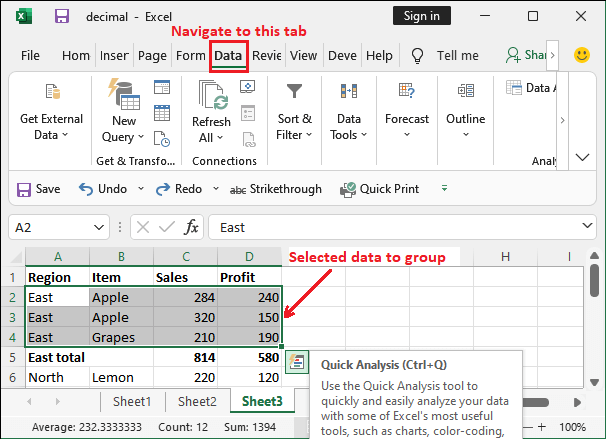 decimal - Excel
Sign in
Navigate to this tab
File Hom Inser Page Form Data Revie View Deve Help Tell me Shar
Get External Data
New Query
Refresh All
Sort & Filter
Data Tools
Forecast
Outline
Data A
Get & Transfo...
Connections
Analy
Save Undo Redo abc Strikethrough Quick Print
A2 fx East
Selected data to group
A B C D H I
1 Region Item Sales Profit
2 East Apple 284 240
3 East Apple 320 150
4 East Grapes 210 190
5 East total 814 580
6 North Lemon 220 120
Quick Analysis (Ctrl+Q)
Use the Quick Analysis tool to
quickly and easily analyze your data
with some of Excel's most useful
tools, such as charts, color-coding,
Sheet1 Sheet2 Sheet3
Average: 232.3333333 Count: 12 Sum: 1394
100%